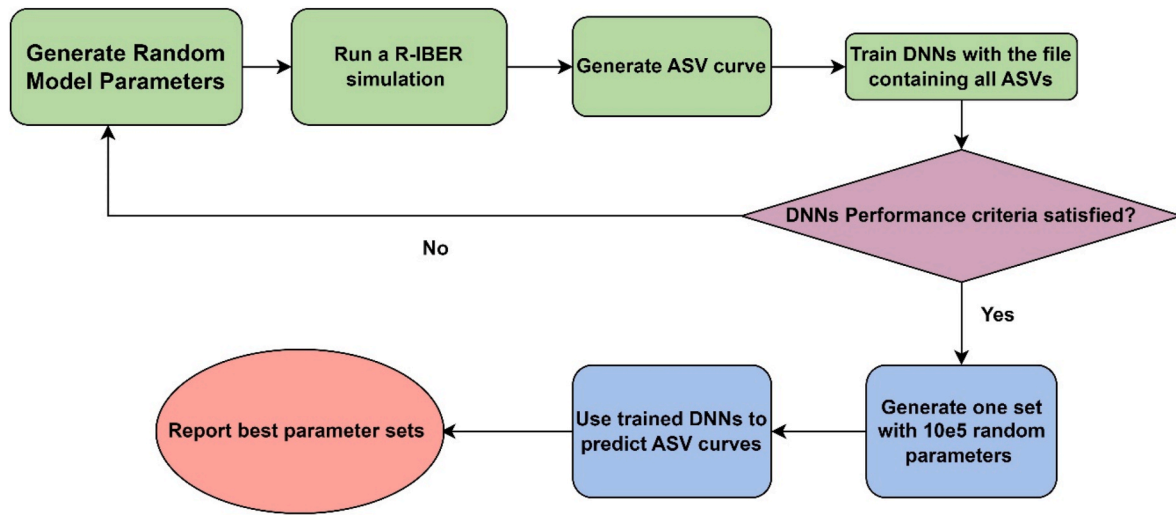 Generate Random
Model Parameters
Run a R-IBER
simulation
Generate ASV curve
Train DNNs with the file
containing all ASVs
DNNs Performance criteria satisfied?
No
Yes
Generate one set
with 10e5 random
parameters
Use trained DNNs to
predict ASV curves
Report best parameter sets